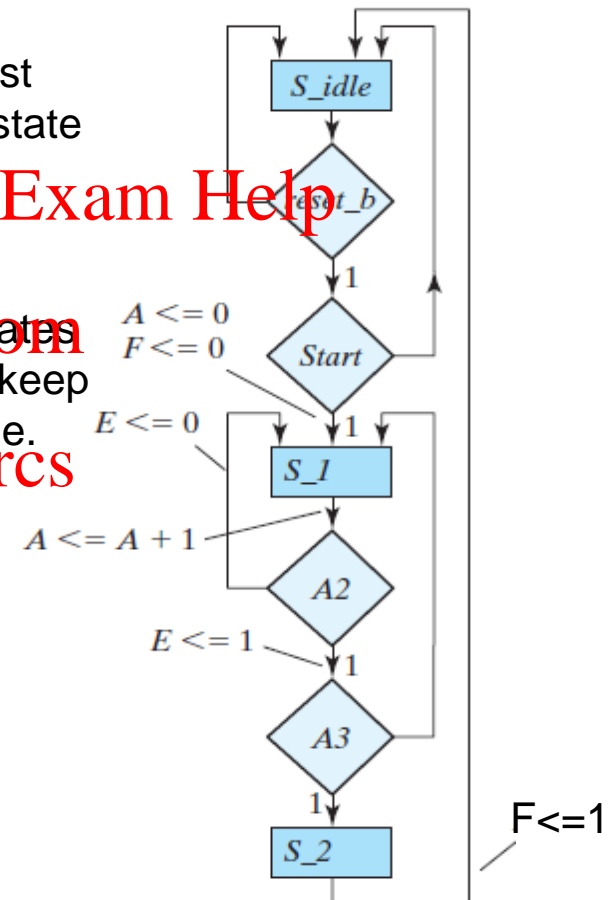 st
S_idle
state
Exam Help
reset_b
1
A <= 0
om
ates
F <= 0
Start
keep
E <= 0
1
e.
rcs
S_1
A <= A + 1
A2
E <= 1
1
A3
1
F<=1
S_2